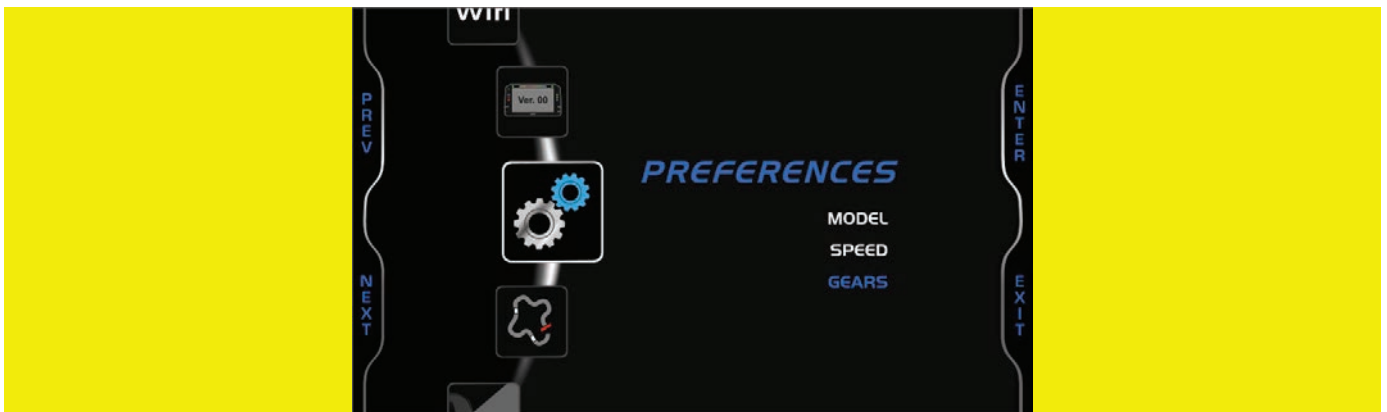 Wifi
Ver. 00
PREV
ENTER
PREFERENCES
MODEL
SPEED
GEARS
NEXT
EXIT